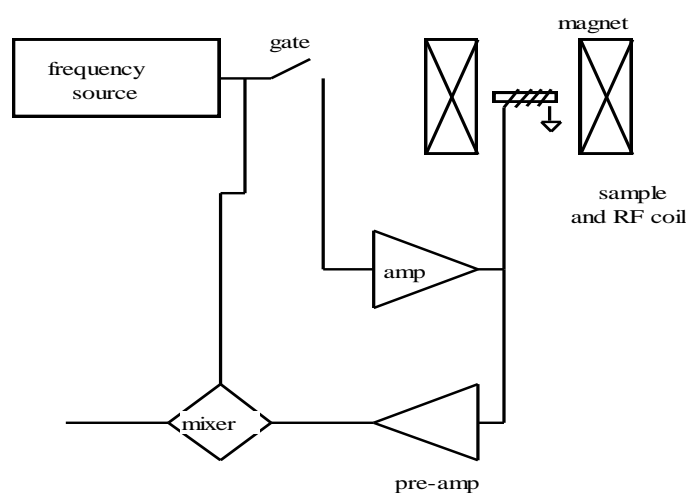 magnet
gate
frequency
source
sample
and RF coil
amp
mixer
pre-amp